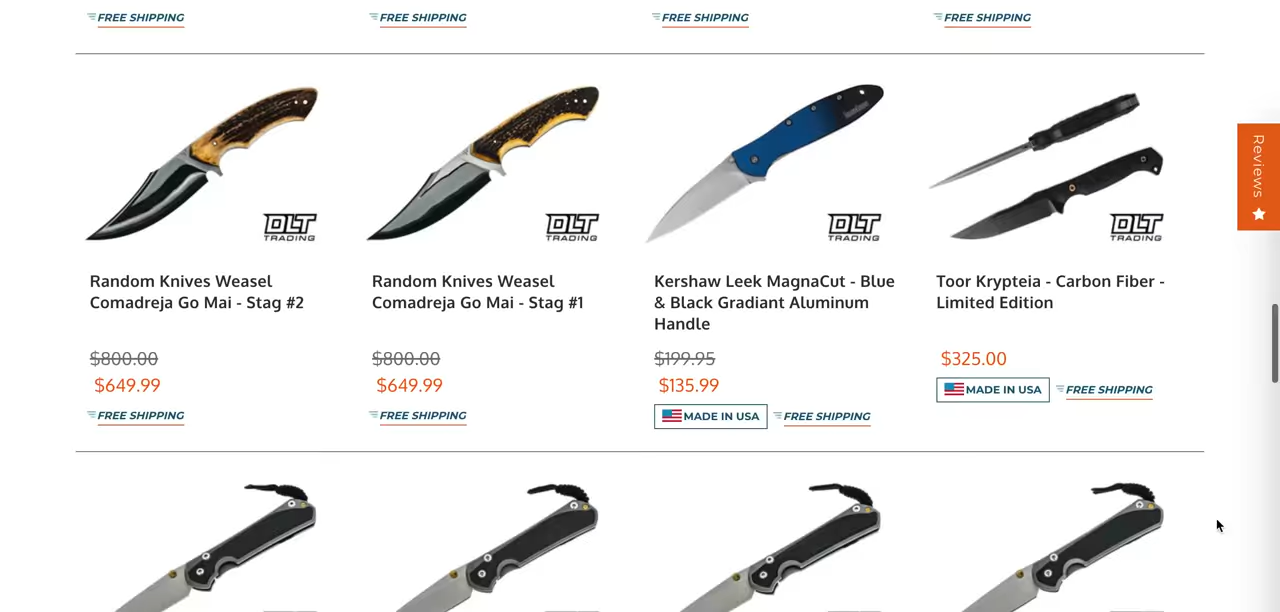 FREE SHIPPING FREE SHIPPING FREE SHIPPING FREE SHIPPING
Reviews
DLT TRADING DLT TRADING DLT TRADING DLT TRADING
Random Knives Weasel
Comadreja Go Mai - Stag #2
$800.00
$649.99
FREE SHIPPING
Random Knives Weasel
Comadreja Go Mai - Stag #1
$800.00
$649.99
FREE SHIPPING
Kershaw Leek MagnaCut - Blue
& Black Gradiant Aluminum
Handle
$199.95
$135.99
MADE IN USA FREE SHIPPING
Toor Krypteia - Carbon Fiber -
Limited Edition
$325.00
MADE IN USA FREE SHIPPING